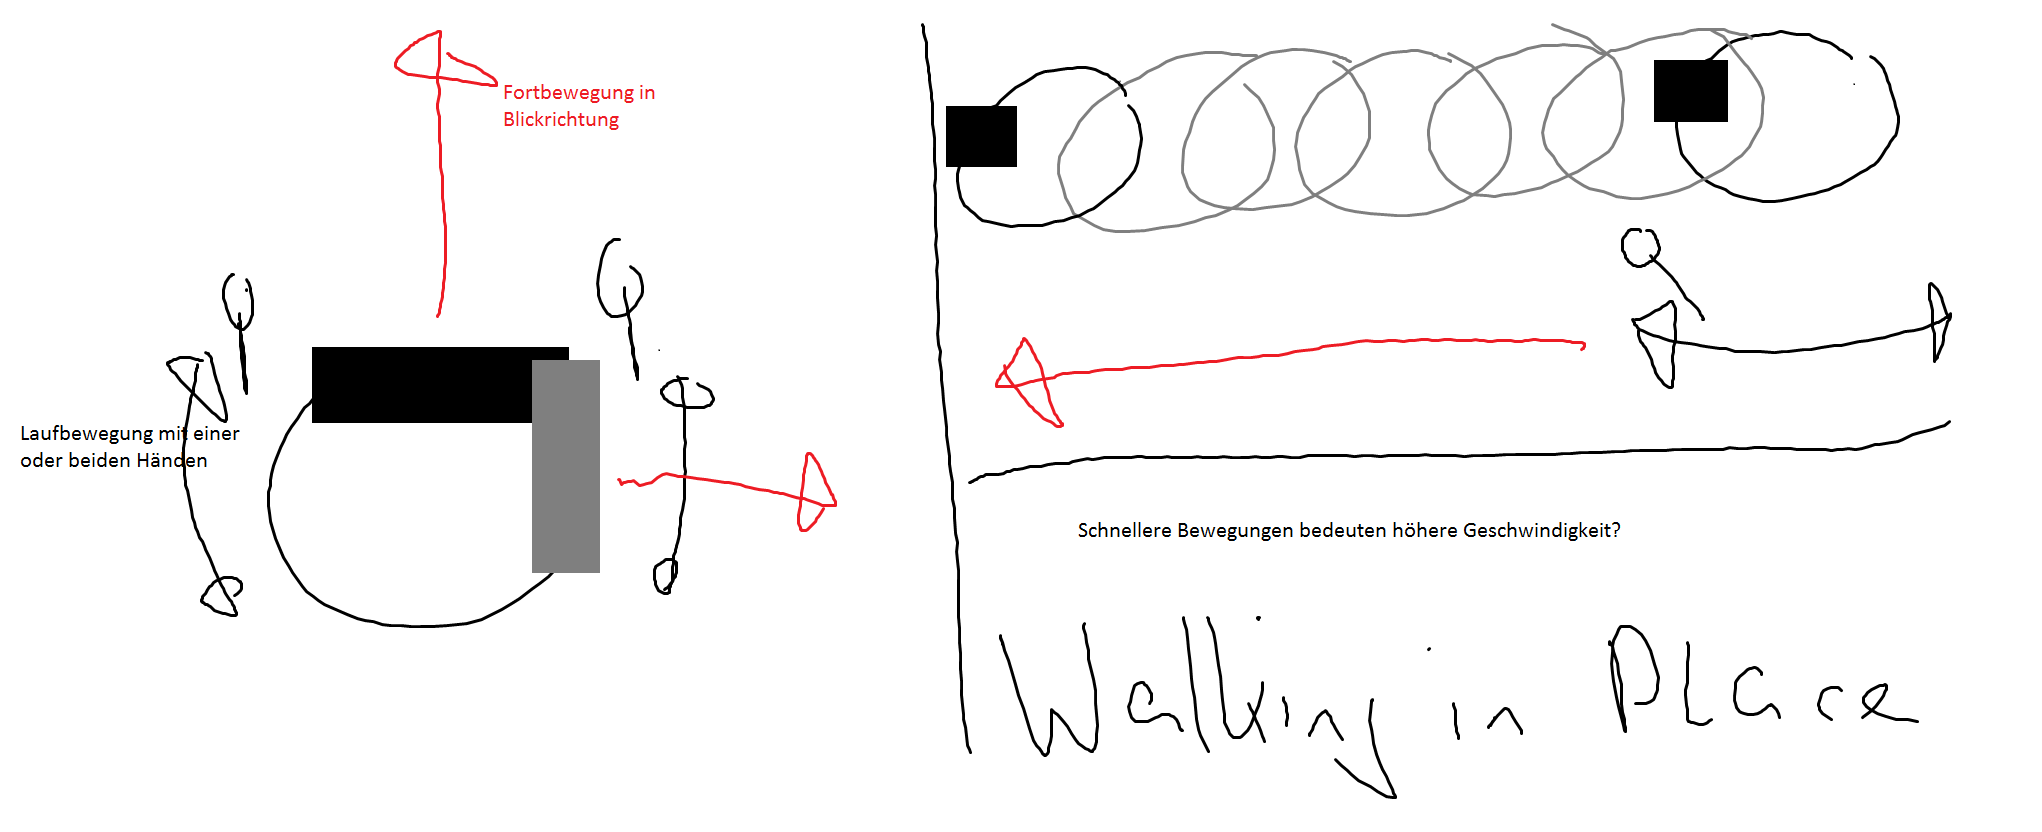 Fortbewegung in
Blickrichtung
Laufbewegung mit einer
oder beiden Händen
Schnellere Bewegungen bedeuten höhere Geschwindigkeit?
Walking in Place